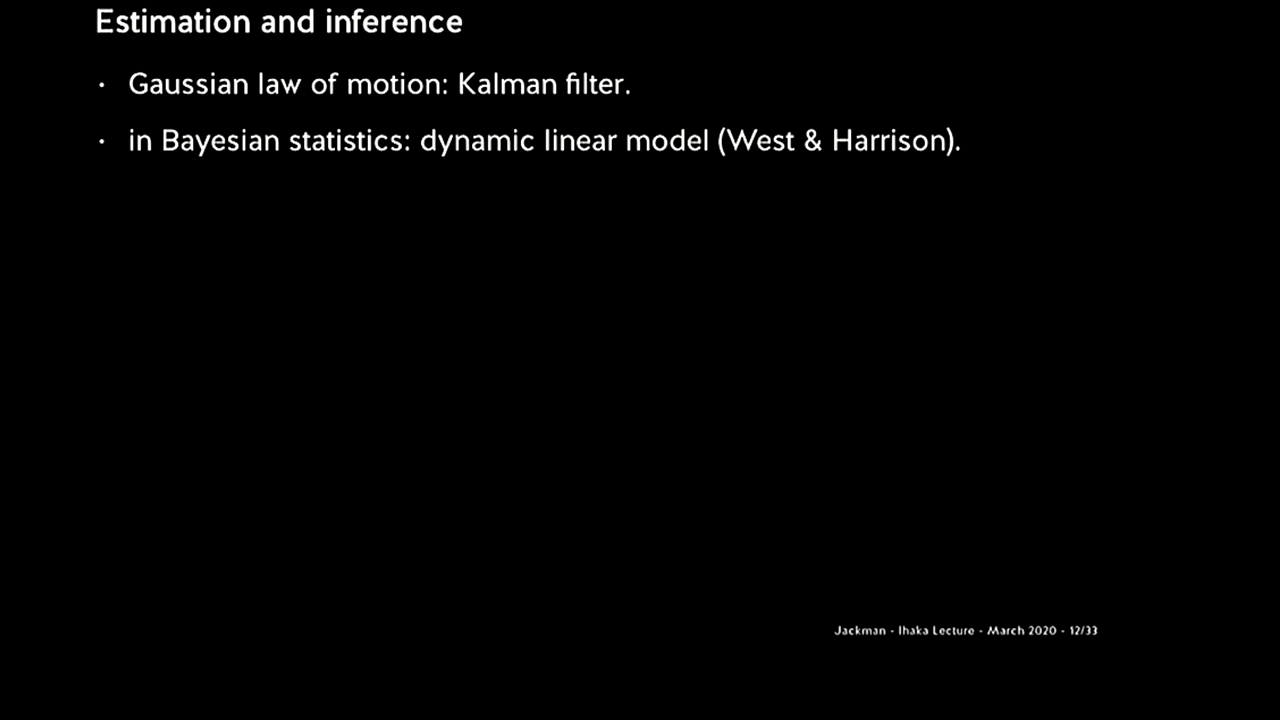 Estimation and inference
· Gaussian law of motion: Kalman filter.
· in Bayesian statistics: dynamic linear model (West & Harrison).
Jackman - Ihaka Lecture - March 2020 - 12/33